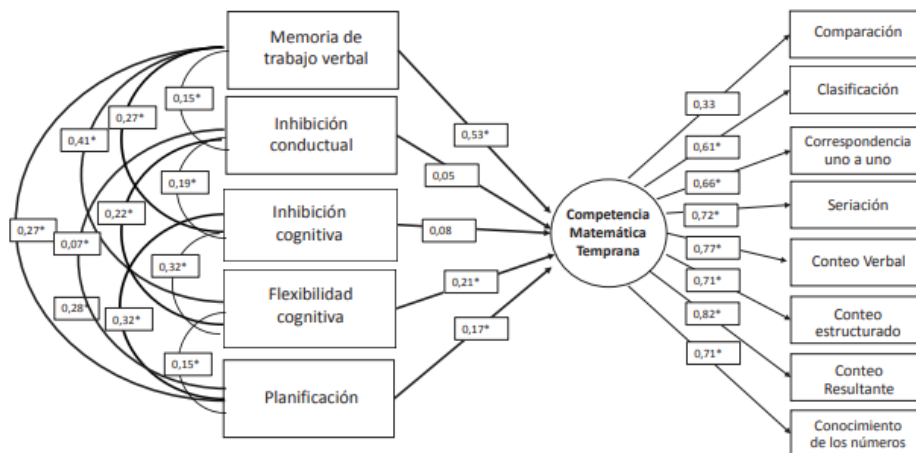 Memoria de
trabajo verbal
Inhibición
conductual
Inhibición
cognitiva
Flexibilidad
cognitiva
Planificación
0,15*
0,27*
0,41*
0,19*
0,22*
0,27*
0,07*
0,32*
0,28*
0,32*
0,15*
0,53*
0,05
0,08
0,21*
0,17*
Competencia
Matemática
Temprana
0,33
0,61*
0,66*
0,72*
0,77*
0,71*
0,82*
0,71*
Comparación
Clasificación
Correspondencia
uno a uno
Seriación
Conteo Verbal
Conteo
estructurado
Conteo
Resultante
Conocimiento
de los números